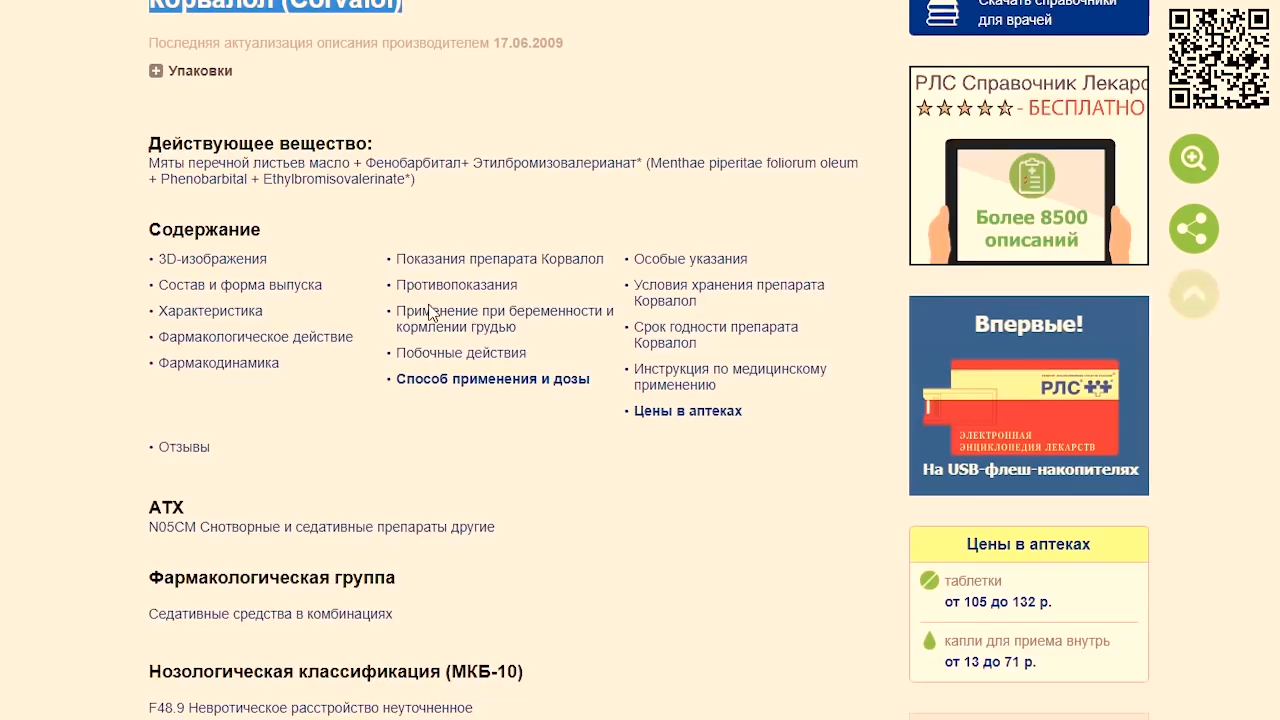 Корвалол (Corvalol)
Последняя актуализация описания производителем 17.06.2009
Упаковки
Действующее вещество:
Мяты перечной листьев масло + Фенобарбитал+ Этилбромизовалерианат* (Menthae piperitae foliorum oleum
+ Phenobarbital + Ethylbromisovalerinate*)
Содержание
• 3D-изображения
• Состав и форма выпуска
• Характеристика
• Фармакологическое действие
• Фармакодинамика
• Показания препарата Корвалол
• Противопоказания
• Применение при беременности и
кормлении грудью
• Побочные действия
• Способ применения и дозы
• Особые указания
• Условия хранения препарата
Корвалол
• Срок годности препарата
Корвалол
• Инструкция по медицинскому
применению
• Цены в аптеках
• Отзывы
АТХ
N05CM Снотворные и седативные препараты другие
Фармакологическая группа
Седативные средства в комбинациях
Нозологическая классификация (МКБ-10)
F48.9 Невротическое расстройство неуточненное
Скачать справочники
для врачей
РЛС Справочник Лекарс
- БЕСПЛАТНО
Более 8500
описаний
Впервые!
РЛС
ЭЛЕКТРОННАЯ
ЭНЦИКЛОПЕДИЯ ЛЕКАРСТВ
На USB-флеш-накопителях
Цены в аптеках
таблетки
от 105 до 132 р.
капли для приема внутрь
от 13 до 71 р.